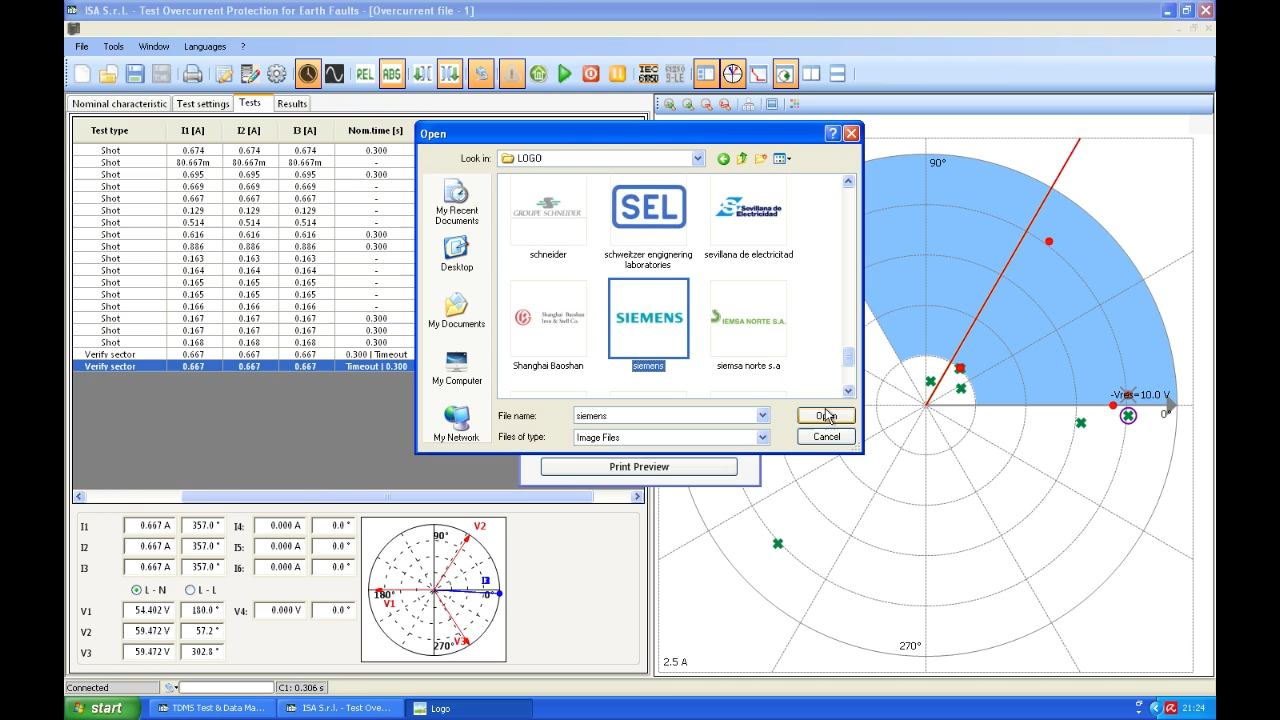 ISA S.r.l. - Test Overcurrent Protection for Earth Faults - [Overcurrent file - 1]
File Tools Window Languages ?
REL ABS IEC 61850
Nominal characteristic Test settings Tests Results
Test type I1 [A] I2 [A] I3 [A] Nom.time [s]
Shot 0.674 0.674 0.674 0.300
Shot 80.667m 80.667m 80.667m -
Shot 0.695 0.695 0.695 0.300
Shot 0.669 0.669 0.669 -
Shot 0.667 0.667 0.667 -
Shot 0.129 0.129 0.129 -
Shot 0.514 0.514 0.514 -
Shot 0.616 0.616 0.616 0.300
Shot 0.886 0.886 0.886 0.300
Shot 0.163 0.163 0.163 -
Shot 0.164 0.164 0.164 -
Shot 0.165 0.165 0.165 -
Shot 0.165 0.165 0.165 -
Shot 0.166 0.166 0.166 -
Shot 0.167 0.167 0.167 0.300
Shot 0.167 0.167 0.167 0.300
Shot 0.168 0.168 0.168 0.300
Verify sector 0.667 0.667 0.667 0.300 | Timeout
Verify sector 0.667 0.667 0.667 Timeout | 0.300
Open
Look in: LOGO
My Recent
Documents
Desktop
My Documents
My Computer
My Network
GROUPE SCHNEIDER
schneider
SEL
schweitzer engignering
laboratories
Sevillana de
Electricidad
sevillana de electricitad
Shanghai Baoshan
Iron & Steel Co.
Shanghai Baoshan
SIEMENS
siemens
SIEMSA NORTE S.A.
siemsa norte s.a
File name: siemens Open
Files of type: Image Files Cancel
Print Preview
90°
-Vres=10.0 V
0°
270°
2.5 A
I1 0.667 A 357.0 ° I4: 0.000 A 0.0 °
I2 0.667 A 357.0 ° I5: 0.000 A 0.0 °
I3 0.667 A 357.0 ° I6: 0.000 A 0.0 °
L - N L - L
V1 54.402 V 180.0 ° V4: 0.000 V 0.0 °
V2 59.472 V 57.2 °
V3 59.472 V 302.8 °
V2
90°
180°
V1
0°
V3
270°
Connected C1: 0.306 s
start TDMS Test & Data Ma... ISA S.r.l. - Test Ove... Logo 21:24